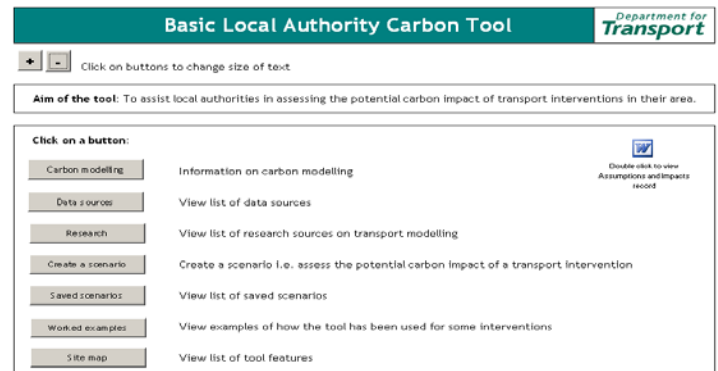 Basic Local Authority Carbon Tool
Department for
Transport
+ - Click on buttons to change size of text
Aim of the tool: To assist local authorities in assessing the potential carbon impact of transport interventions in their area.
Click on a button:
Double click to view
Assumptions and Impacts
record
Carbon modelling Information on carbon modelling
Data sources View list of data sources
Research View list of research sources on transport modelling
Create a scenario Create a scenario i.e. assess the potential carbon impact of a transport intervention
Saved scenarios View list of saved scenarios
Worked examples View examples of how the tool has been used for some interventions
Site map View list of tool features